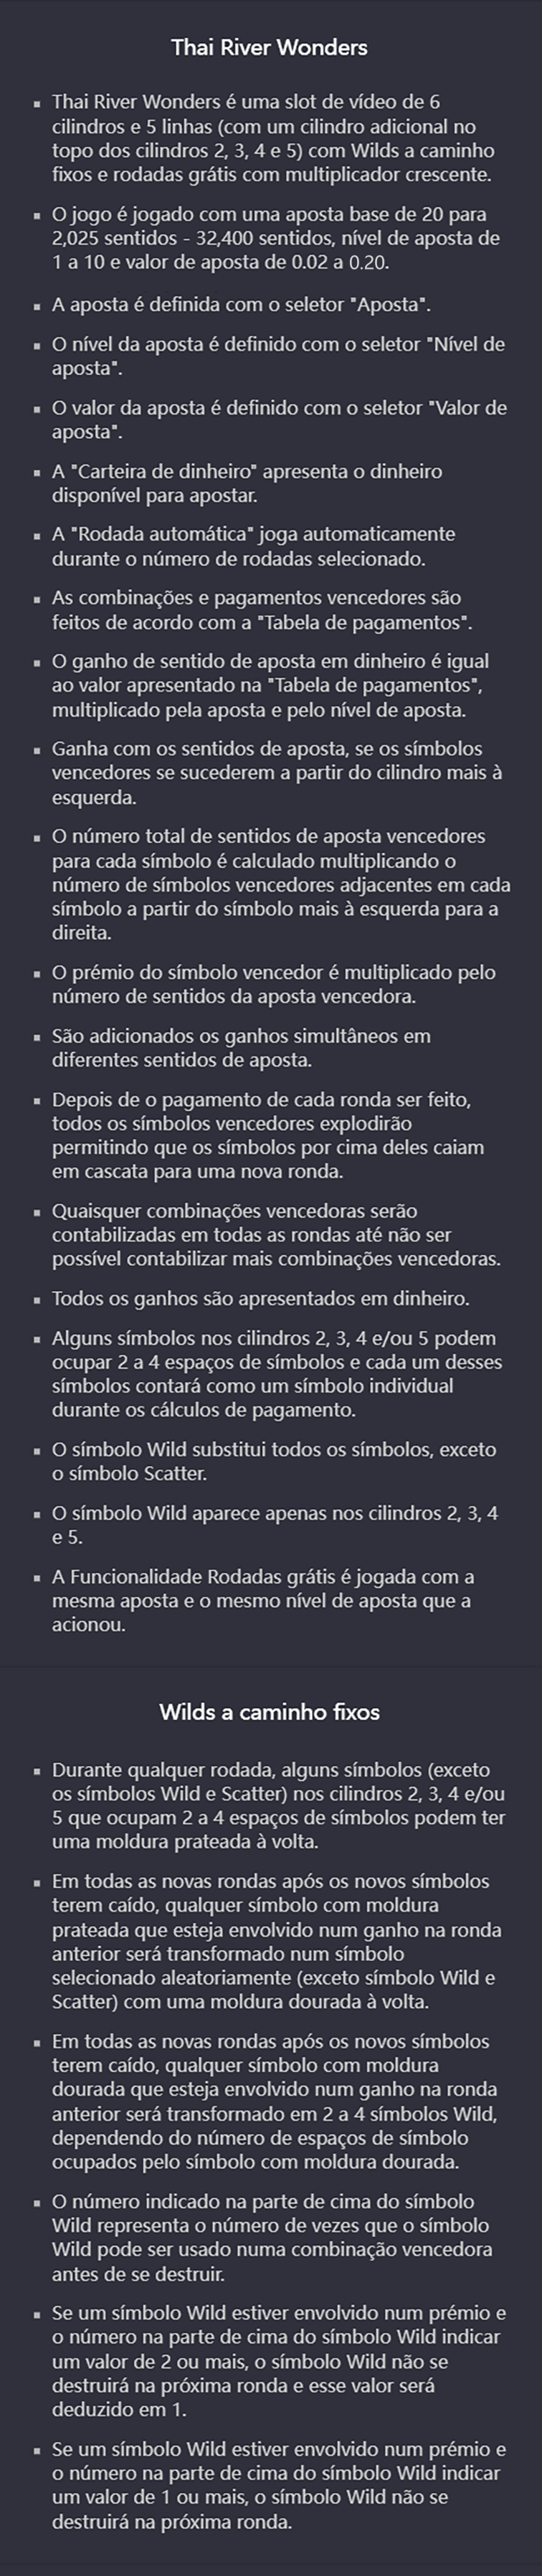 Thai River Wonders
▪ Thai River Wonders é uma slot de vídeo de 6
cilindros e 5 linhas (com um cilindro adicional no
topo dos cilindros 2, 3, 4 e 5) com Wilds a caminho
fixos e rodadas grátis com multiplicador crescente.
▪ O jogo é jogado com uma aposta base de 20 para
2,025 sentidos - 32,400 sentidos, nível de aposta de
1 a 10 e valor de aposta de 0.02 a 0.20.
▪ A aposta é definida com o seletor "Aposta".
▪ O nível da aposta é definido com o seletor "Nível de
aposta".
▪ O valor da aposta é definido com o seletor "Valor de
aposta".
▪ A "Carteira de dinheiro" apresenta o dinheiro
disponível para apostar.
▪ A "Rodada automática" joga automaticamente
durante o número de rodadas selecionado.
▪ As combinações e pagamentos vencedores são
feitos de acordo com a "Tabela de pagamentos".
▪ O ganho de sentido de aposta em dinheiro é igual
ao valor apresentado na "Tabela de pagamentos",
multiplicado pela aposta e pelo nível de aposta.
▪ Ganha com os sentidos de aposta, se os símbolos
vencedores se sucederem a partir do cilindro mais à
esquerda.
▪ O número total de sentidos de aposta vencedores
para cada símbolo é calculado multiplicando o
número de símbolos vencedores adjacentes em cada
símbolo a partir do símbolo mais à esquerda para a
direita.
▪ O prémio do símbolo vencedor é multiplicado pelo
número de sentidos da aposta vencedora.
▪ São adicionados os ganhos simultâneos em
diferentes sentidos de aposta.
▪ Depois de o pagamento de cada ronda ser feito,
todos os símbolos vencedores explodirão
permitindo que os símbolos por cima deles caiam
em cascata para uma nova ronda.
▪ Quaisquer combinações vencedoras serão
contabilizadas em todas as rondas até não ser
possível contabilizar mais combinações vencedoras.
▪ Todos os ganhos são apresentados em dinheiro.
▪ Alguns símbolos nos cilindros 2, 3, 4 e/ou 5 podem
ocupar 2 a 4 espaços de símbolos e cada um desses
símbolos contará como um símbolo individual
durante os cálculos de pagamento.
▪ O símbolo Wild substitui todos os símbolos, exceto
o símbolo Scatter.
▪ O símbolo Wild aparece apenas nos cilindros 2, 3, 4
e 5.
▪ A Funcionalidade Rodadas grátis é jogada com a
mesma aposta e o mesmo nível de aposta que a
acionou.
Wilds a caminho fixos
▪ Durante qualquer rodada, alguns símbolos (exceto
os símbolos Wild e Scatter) nos cilindros 2, 3, 4 e/ou
5 que ocupam 2 a 4 espaços de símbolos podem ter
uma moldura prateada à volta.
▪ Em todas as novas rondas após os novos símbolos
terem caído, qualquer símbolo com moldura
prateada que esteja envolvido num ganho na ronda
anterior será transformado num símbolo
selecionado aleatoriamente (exceto símbolo Wild e
Scatter) com uma moldura dourada à volta.
▪ Em todas as novas rondas após os novos símbolos
terem caído, qualquer símbolo com moldura
dourada que esteja envolvido num ganho na ronda
anterior será transformado em 2 a 4 símbolos Wild,
dependendo do número de espaços de símbolo
ocupados pelo símbolo com moldura dourada.
▪ O número indicado na parte de cima do símbolo
Wild representa o número de vezes que o símbolo
Wild pode ser usado numa combinação vencedora
antes de se destruir.
▪ Se um símbolo Wild estiver envolvido num prémio e
o número na parte de cima do símbolo Wild indicar
um valor de 2 ou mais, o símbolo Wild não se
destruirá na próxima ronda e esse valor será
deduzido em 1.
▪ Se um símbolo Wild estiver envolvido num prémio e
o número na parte de cima do símbolo Wild indicar
um valor de 1 ou mais, o símbolo Wild não se
destruirá na próxima ronda.